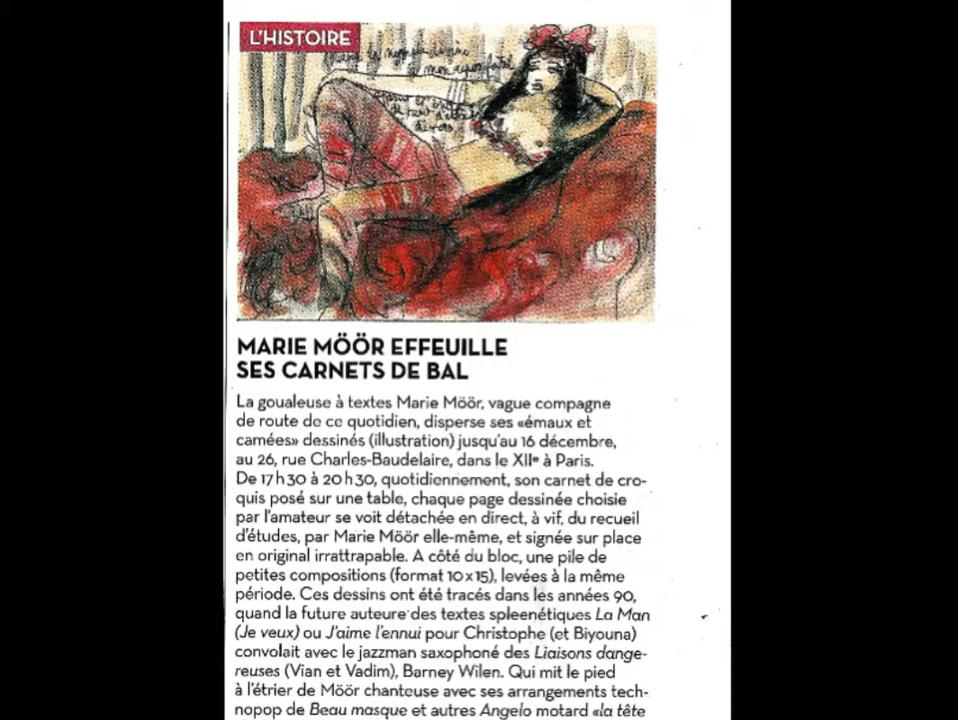 L'HISTOIRE
MARIE MÖÖR EFFEUILLE
SES CARNETS DE BAL
La goualeuse à textes Marie Möör, vague compagne
de route de ce quotidien, disperse ses «émaux et
camées» dessinés (illustration) jusqu'au 16 décembre,
au 26, rue Charles-Baudelaire, dans le XIIe à Paris.
De 17h30 à 20h30, quotidiennement, son carnet de cro-
quis posé sur une table, chaque page dessinée choisie
par l'amateur se voit détachée en direct, à vif, du recueil
d'études, par Marie Möör elle-même, et signée sur place
en original irrattrapable. A côté du bloc, une pile de
petites compositions (format 10x15), levées à la même
période. Ces dessins ont été tracés dans les années 90,
quand la future auteure des textes spleenétiques La Man
(Je veux) ou J'aime l'ennui pour Christophe (et Biyouna)
convolait avec le jazzman saxophoné des Liaisons dange-
reuses (Vian et Vadim), Barney Wilen. Qui mit le pied
à l'étrier de Möör chanteuse avec ses arrangements tech-
nopop de Beau masque et autres Angelo motard «la tête